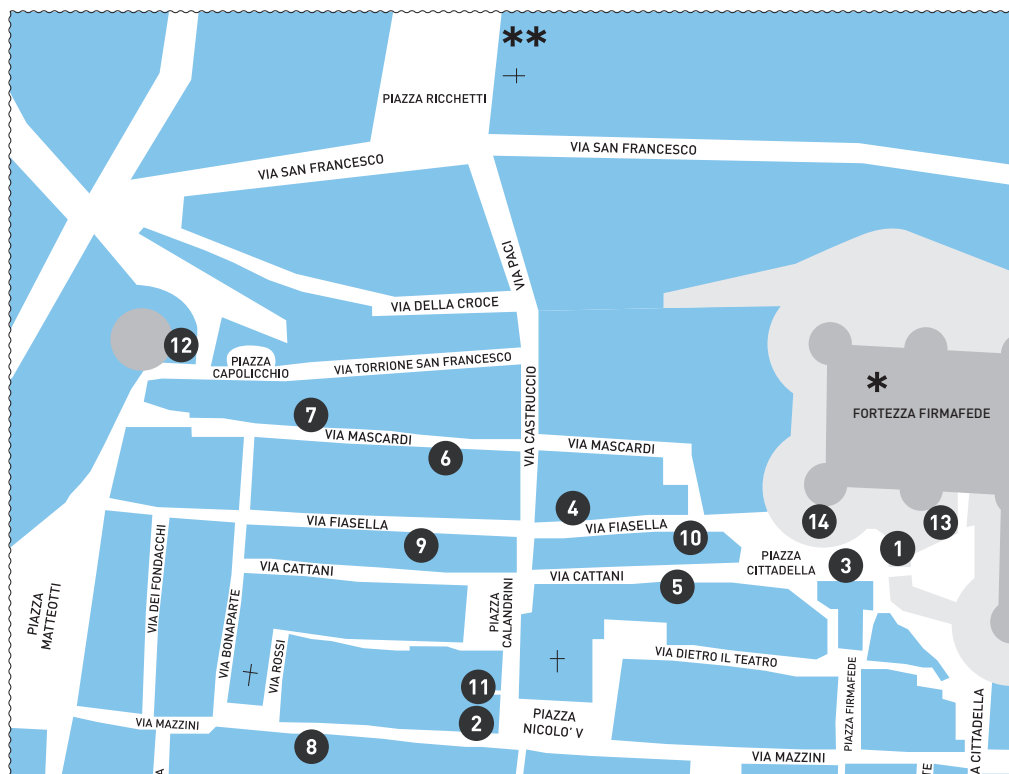 **
PIAZZA RICCHETTI
VIA SAN FRANCESCO
VIA SAN FRANCESCO
VIA PACI
VIA DELLA CROCE
12
PIAZZA
CAPOLICCHIO
VIA TORRIONE SAN FRANCESCO
*
FORTEZZA FIRMAFEDE
7
VIA MASCARDI
6
VIA CASTRUCCIO
VIA MASCARDI
4
VIA FIASELLA
9
VIA FIASELLA
10
14
13
1
3
PIAZZA
CITTADELLA
VIA CATTANI
VIA CATTANI
5
PIAZZA
MATTEOTTI
VIA DEI FONDACCHI
VIA BONAPARTE
VIA ROSSI
PIAZZA
CALANDRINI
VIA DIETRO IL TEATRO
11
2
PIAZZA
NICOLO' V
VIA MAZZINI
8
VIA MAZZINI
PIAZZA FIRMAFEDE
A CITTADELLA